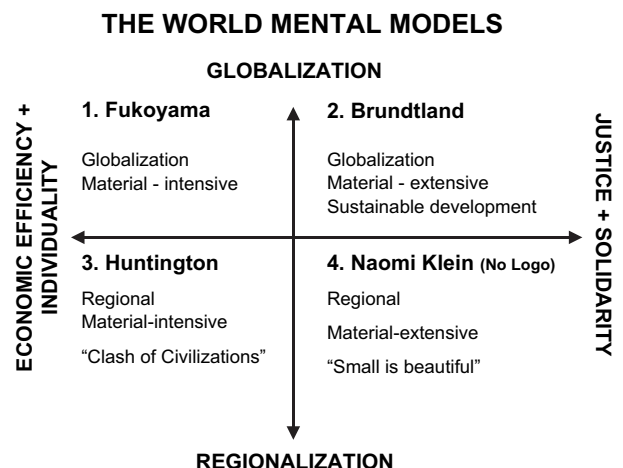 THE WORLD MENTAL MODELS
GLOBALIZATION
ECONOMIC EFFICIENCY +
INDIVIDUALITY
1. Fukoyama
Globalization
Material - intensive
2. Brundtland
Globalization
Material - extensive
Sustainable development
JUSTICE + SOLIDARITY
3. Huntington
Regional
Material-intensive
“Clash of Civilizations”
4. Naomi Klein (No Logo)
Regional
Material-extensive
“Small is beautiful”
REGIONALIZATION